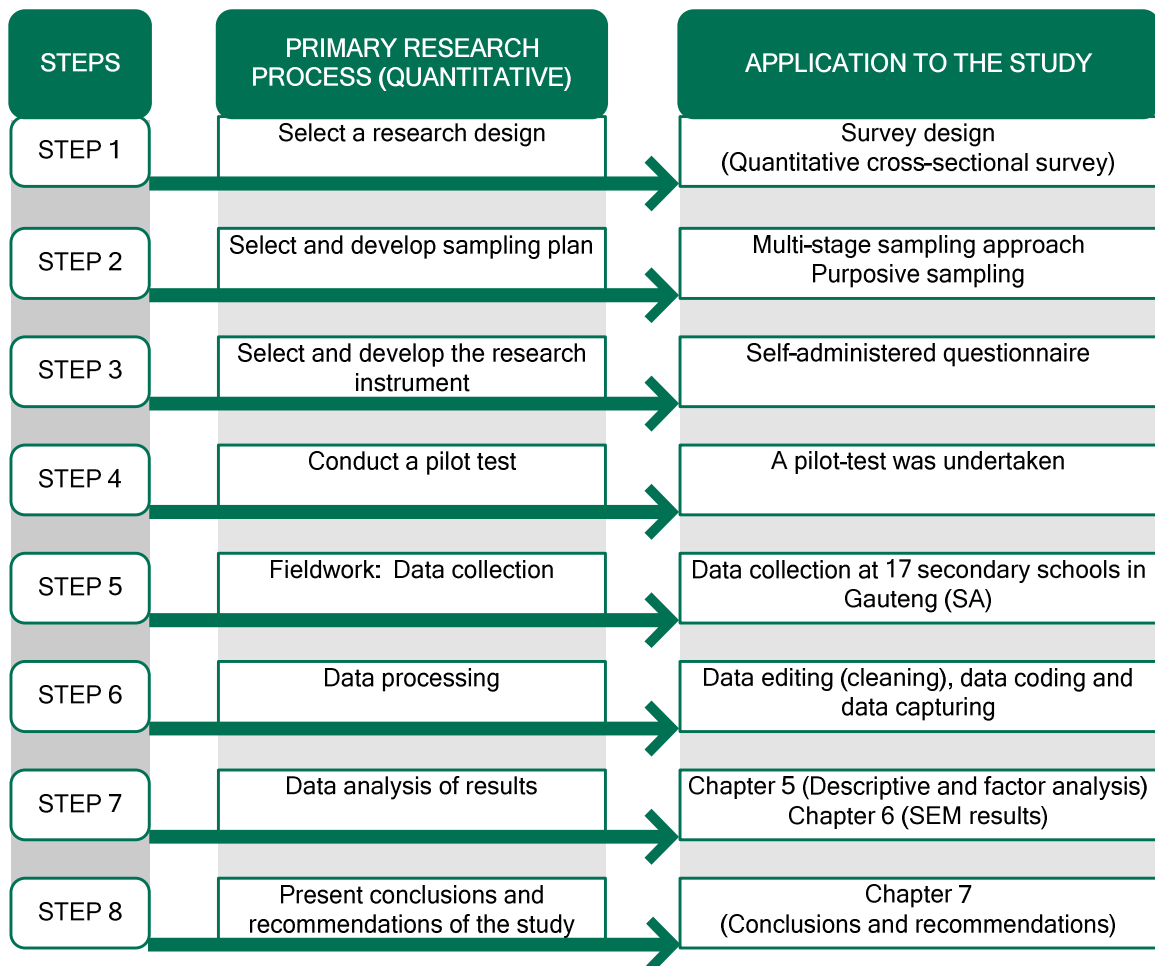 STEPS
PRIMARY RESEARCH
PROCESS (QUANTITATIVE)
APPLICATION TO THE STUDY
STEP 1
Select a research design
Survey design
(Quantitative cross-sectional survey)
STEP 2
Select and develop sampling plan
Multi-stage sampling approach
Purposive sampling
STEP 3
Select and develop the research
instrument
Self-administered questionnaire
STEP 4
Conduct a pilot test
A pilot-test was undertaken
STEP 5
Fieldwork: Data collection
Data collection at 17 secondary schools in
Gauteng (SA)
STEP 6
Data processing
Data editing (cleaning), data coding and
data capturing
STEP 7
Data analysis of results
Chapter 5 (Descriptive and factor analysis)
Chapter 6 (SEM results)
STEP 8
Present conclusions and
recommendations of the study
Chapter 7
(Conclusions and recommendations)